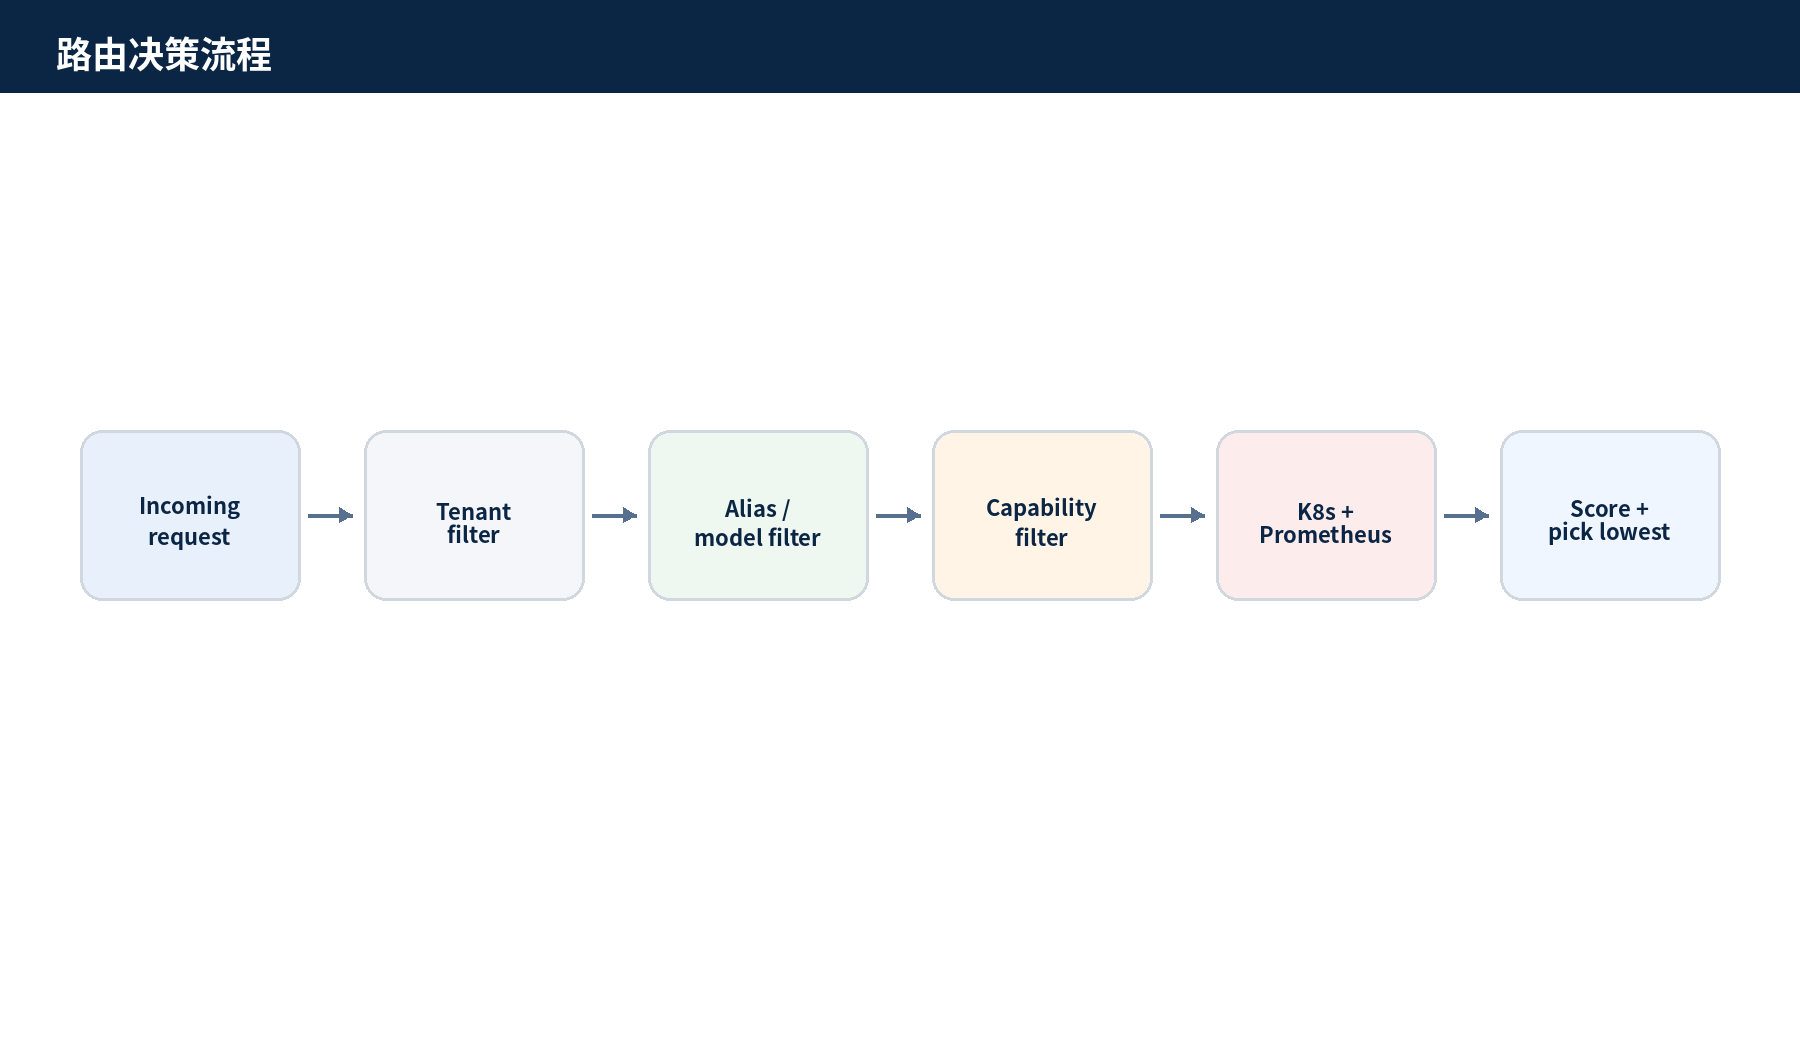 路由决策流程
Incoming
request
Tenant
filter
Alias /
model filter
Capability
filter
K8s +
Prometheus
Score +
pick lowest